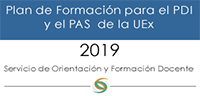 Plan de Formación para el PDI
y el PAS de la UEx
2019
Servicio de Orientación y Formación Docente